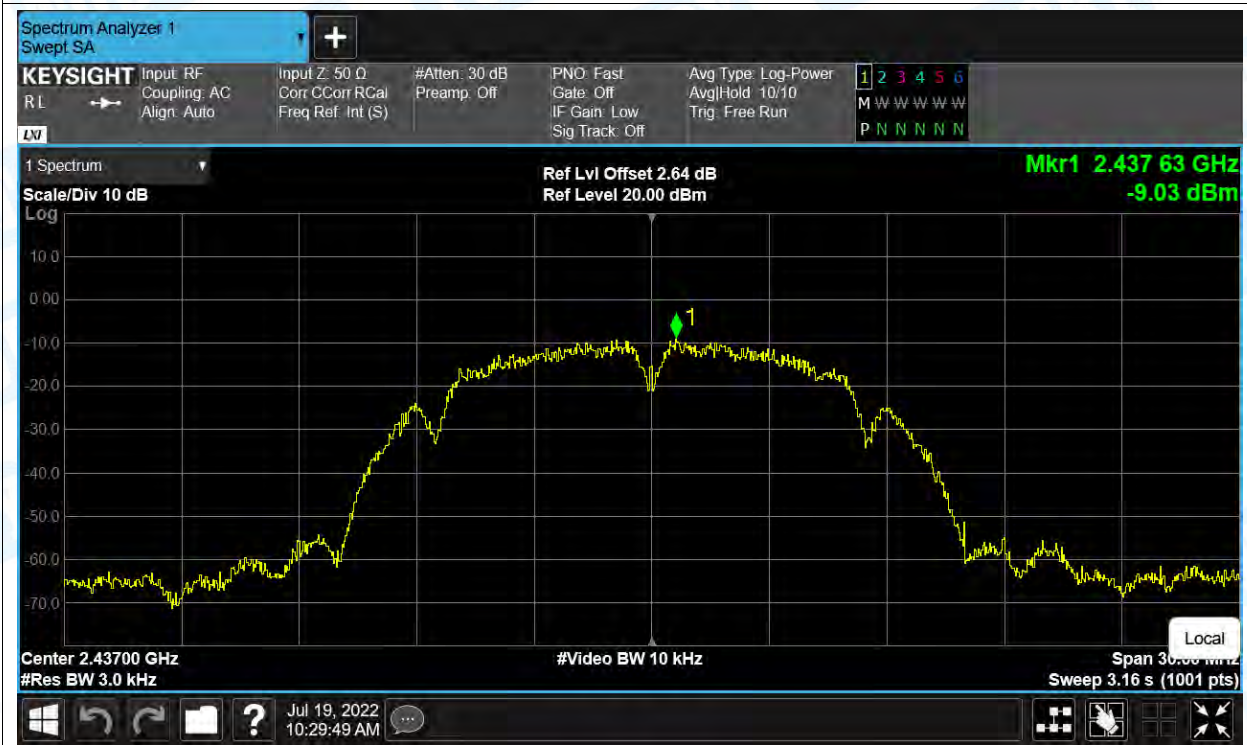 Spectrum Analyzer 1
Swept SA
+
KEYSIGHT Input: RF Input Z: 50 Ω #Atten: 30 dB PNO: Fast Avg Type: Log-Power 1 2 3 4 5 6
R L Coupling: AC Corr CCorr RCal Preamp: Off Gate: Off Avg|Hold: 10/10 M W W W W W
Align: Auto Freq Ref: Int (S) IF Gain: Low Trig: Free Run
LXI Sig Track: Off P N N N N N
1 Spectrum Ref Lvl Offset 2.64 dB Mkr1 2.437 63 GHz
Scale/Div 10 dB Ref Level 20.00 dBm -9.03 dBm
Log
10.0
0.00
1
-10.0
-20.0
-30.0
-40.0
-50.0
-60.0
-70.0
Local
Center 2.43700 GHz #Video BW 10 kHz Span 30.00 MHz
#Res BW 3.0 kHz Sweep 3.16 s (1001 pts)
? Jul 19, 2022
10:29:49 AM